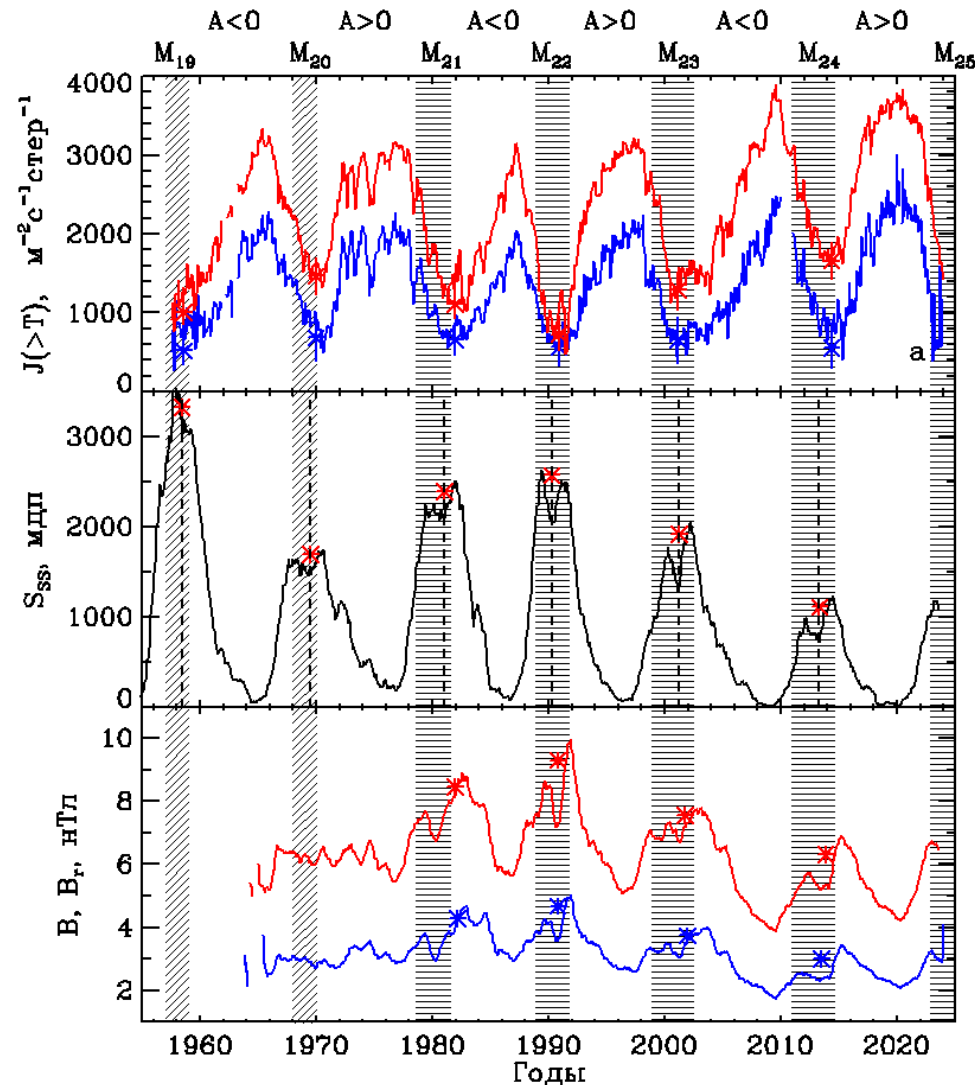 A<0 A>0 A<0 A>0 A<0 A>0
M₁₉ M₂₀ M₂₁ M₂₂ M₂₃ M₂₄ M₂₅
J(>T), м⁻²с⁻¹стер⁻¹
4000
3000
2000
1000
0
a
S_SS, мдп
3000
2000
1000
0
B, B_r, нТл
10
8
6
4
2
1960 1970 1980 1990 2000 2010 2020
Годы